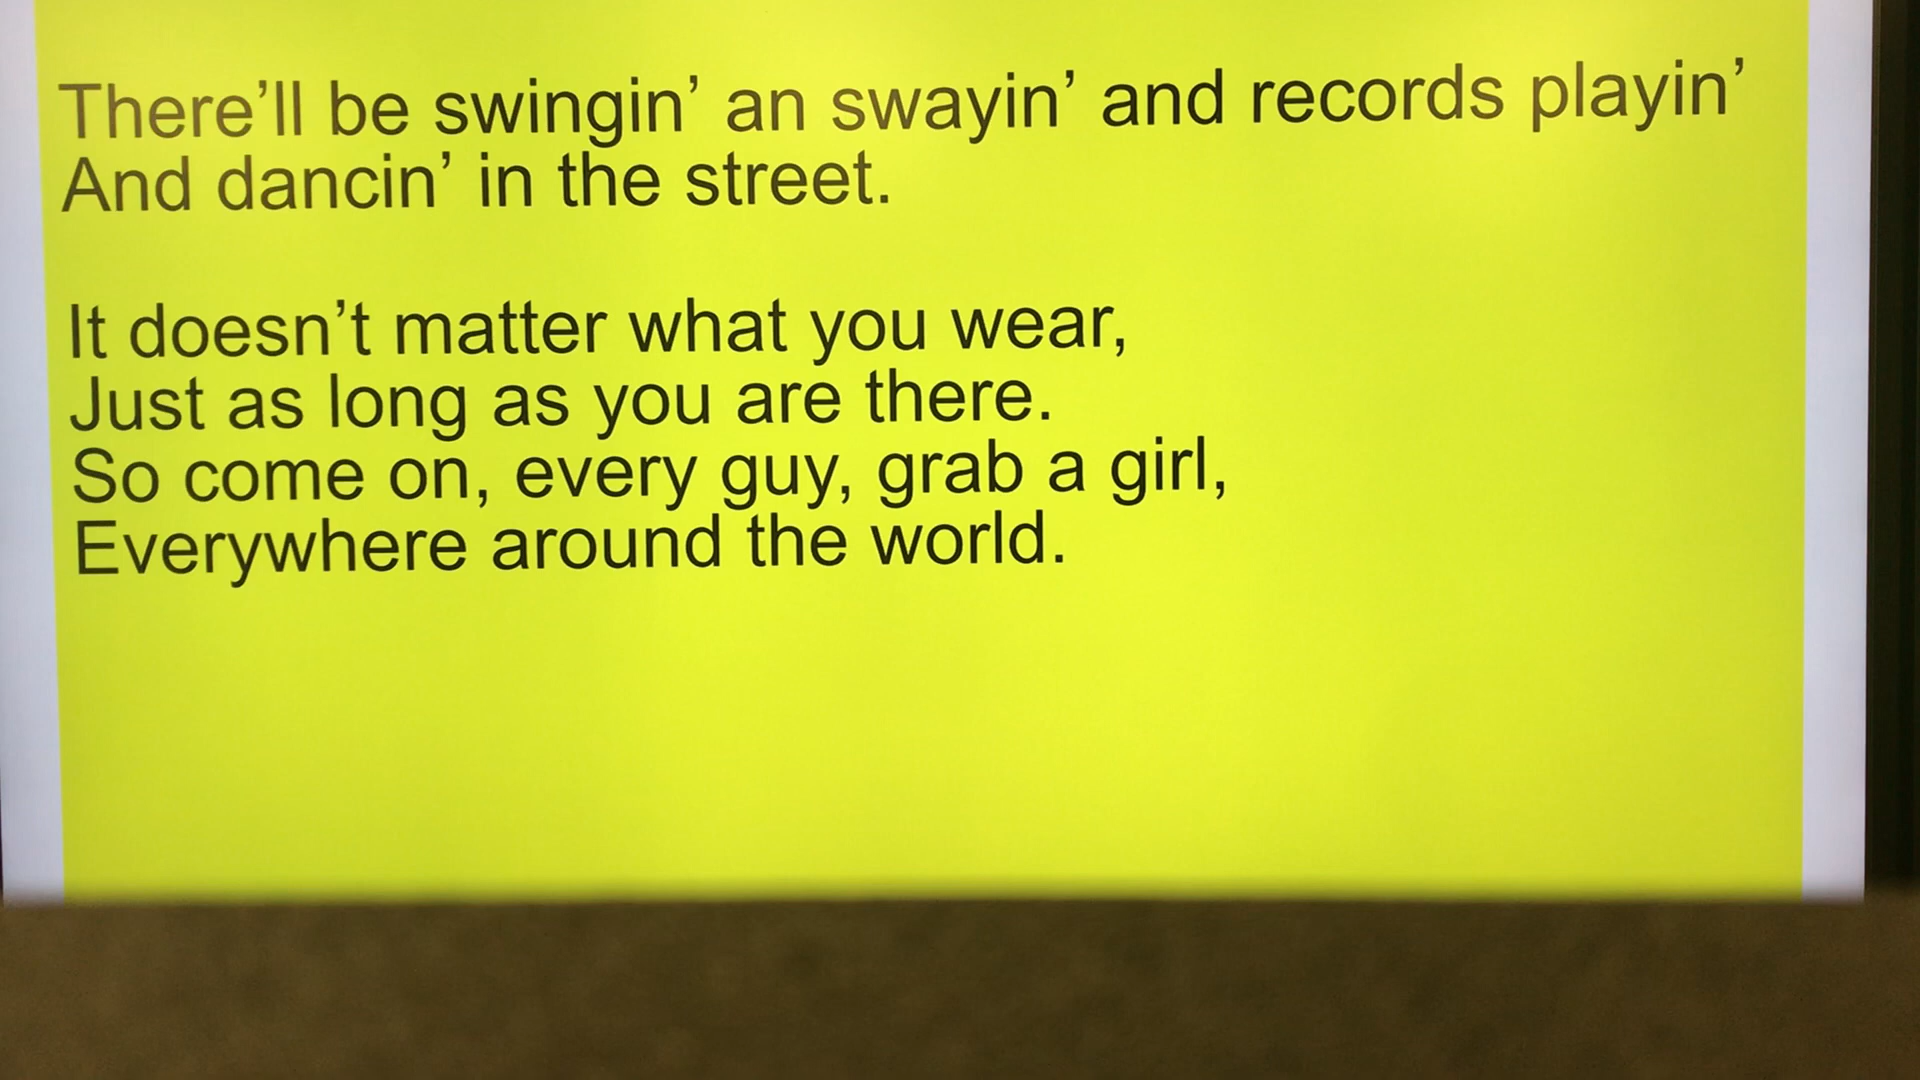 There’ll be swingin’ an swayin’ and records playin’
And dancin’ in the street.
It doesn’t matter what you wear,
Just as long as you are there.
So come on, every guy, grab a girl,
Everywhere around the world.